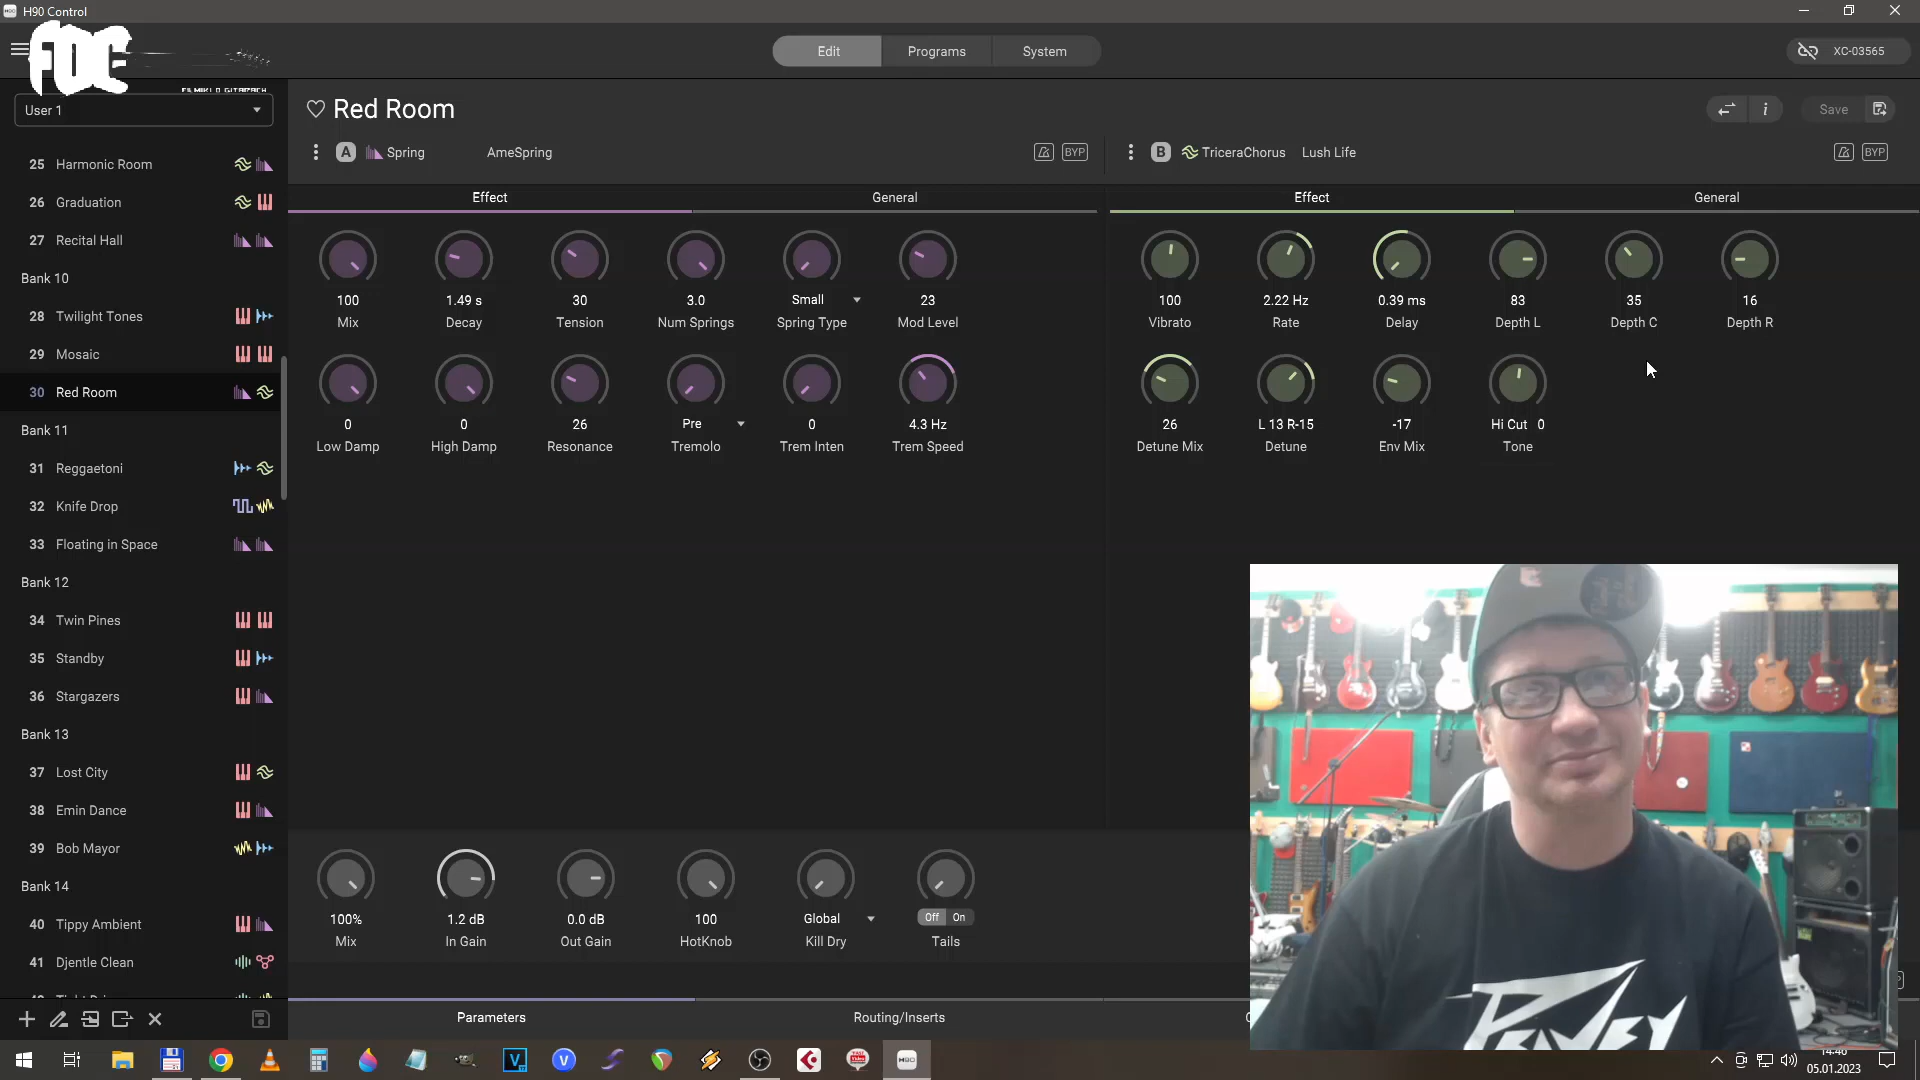 H90 Control
FDG
FILMIKI O GITARACH
Edit
Programs
System
XC-03565
User 1
Red Room
Save
A
Spring
AmeSpring
BYP
B
TriceraChorus
Lush Life
BYP
Effect
General
Effect
General
25 Harmonic Room
26 Graduation
27 Recital Hall
Bank 10
28 Twilight Tones
29 Mosaic
30 Red Room
Bank 11
31 Reggaetoni
32 Knife Drop
33 Floating in Space
Bank 12
34 Twin Pines
35 Standby
36 Stargazers
Bank 13
37 Lost City
38 Emin Dance
39 Bob Mayor
Bank 14
40 Tippy Ambient
41 Djentle Clean
100 1.49 s 30 3.0 Small 23
Mix Decay Tension Num Springs Spring Type Mod Level
0 0 26 Pre 0 4.3 Hz
Low Damp High Damp Resonance Tremolo Trem Inten Trem Speed
100 2.22 Hz 0.39 ms 83 35 16
Vibrato Rate Delay Depth L Depth C Depth R
26 L 13 R-15 -17 Hi Cut 0
Detune Mix Detune Env Mix Tone
100% 1.2 dB 0.0 dB 100 Global Off On
Mix In Gain Out Gain HotKnob Kill Dry Tails
Parameters
Routing/Inserts
PEAVEY
14:46
05.01.2023